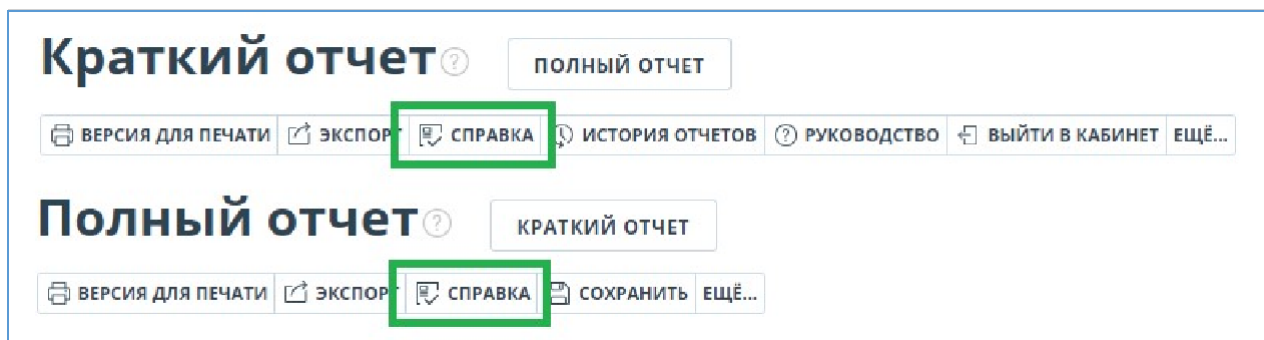 Краткий отчет ? ПОЛНЫЙ ОТЧЕТ
ВЕРСИЯ ДЛЯ ПЕЧАТИ ЭКСПОРТ СПРАВКА ИСТОРИЯ ОТЧЕТОВ ? РУКОВОДСТВО ВЫЙТИ В КАБИНЕТ ЕЩЁ...
Полный отчет ? КРАТКИЙ ОТЧЕТ
ВЕРСИЯ ДЛЯ ПЕЧАТИ ЭКСПОРТ СПРАВКА СОХРАНИТЬ ЕЩЁ...